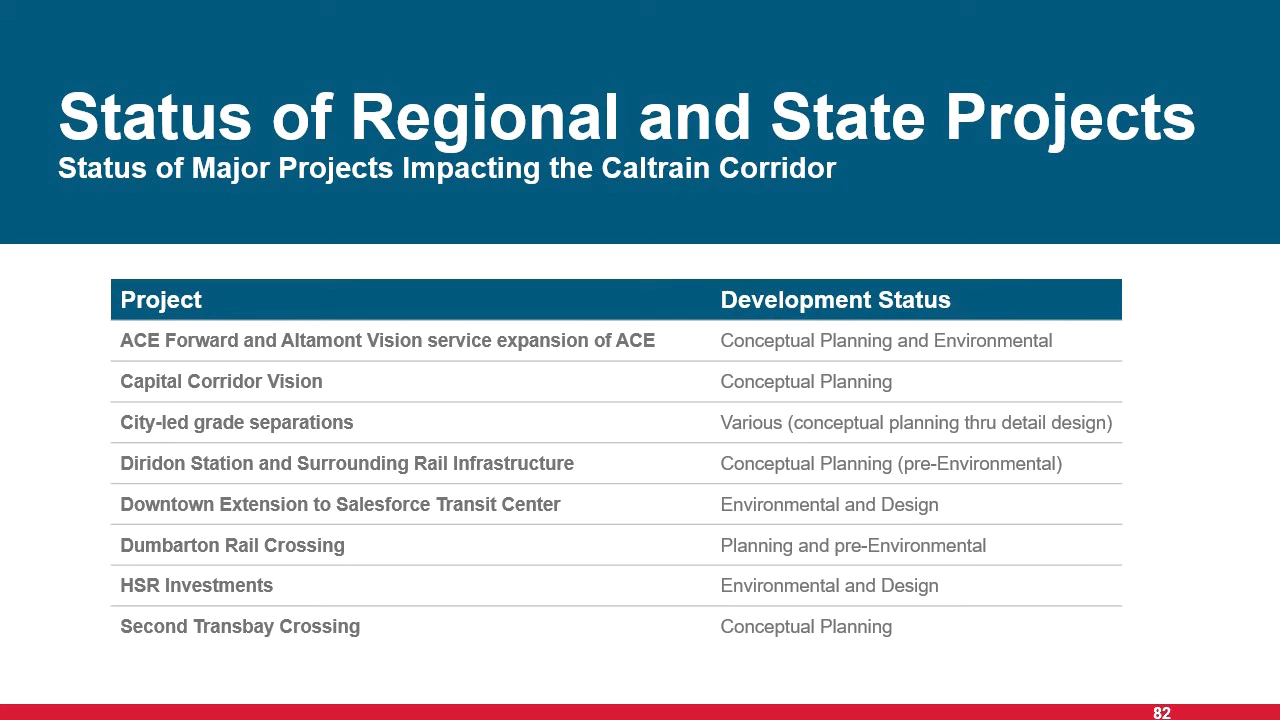 Status of Regional and State Projects
Status of Major Projects Impacting the Caltrain Corridor
Project Development Status
ACE Forward and Altamont Vision service expansion of ACE Conceptual Planning and Environmental
Capital Corridor Vision Conceptual Planning
City-led grade separations Various (conceptual planning thru detail design)
Diridon Station and Surrounding Rail Infrastructure Conceptual Planning (pre-Environmental)
Downtown Extension to Salesforce Transit Center Environmental and Design
Dumbarton Rail Crossing Planning and pre-Environmental
HSR Investments Environmental and Design
Second Transbay Crossing Conceptual Planning
82